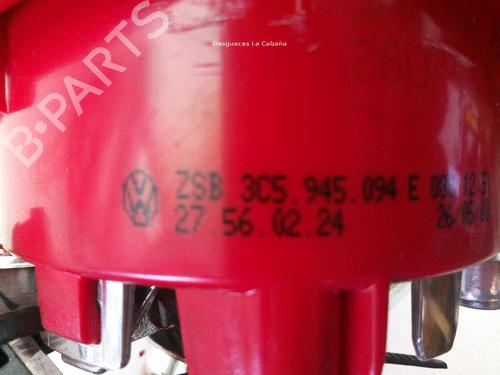 Desguaces La Cabaña
B-PARTS
ZSB 3C5.945.094 E
27.56.02.24